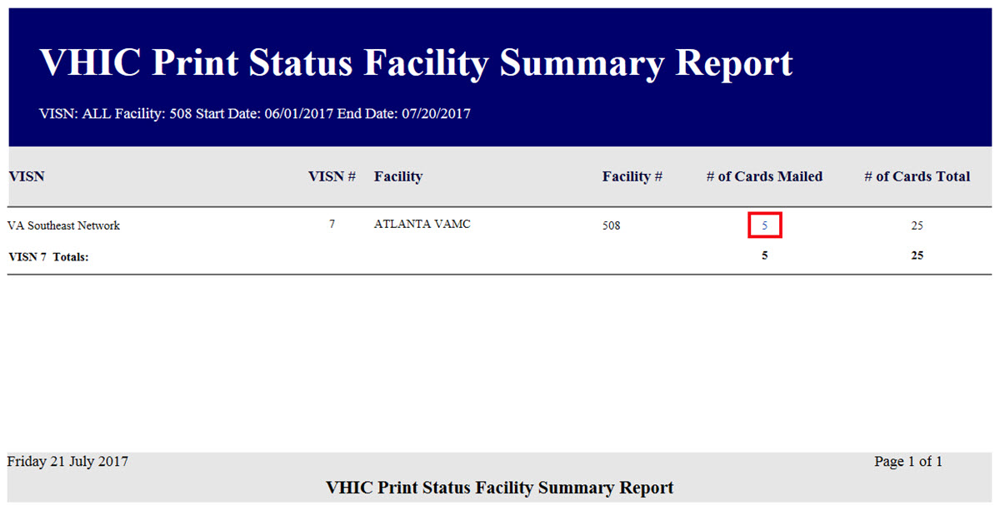 VHIC Print Status Facility Summary Report
VISN: ALL Facility: 508 Start Date: 06/01/2017 End Date: 07/20/2017
VISN VISN # Facility Facility # # of Cards Mailed # of Cards Total
VA Southeast Network 7 ATLANTA VAMC 508 5 25
VISN 7 Totals: 5 25
Friday 21 July 2017 Page 1 of 1
VHIC Print Status Facility Summary Report